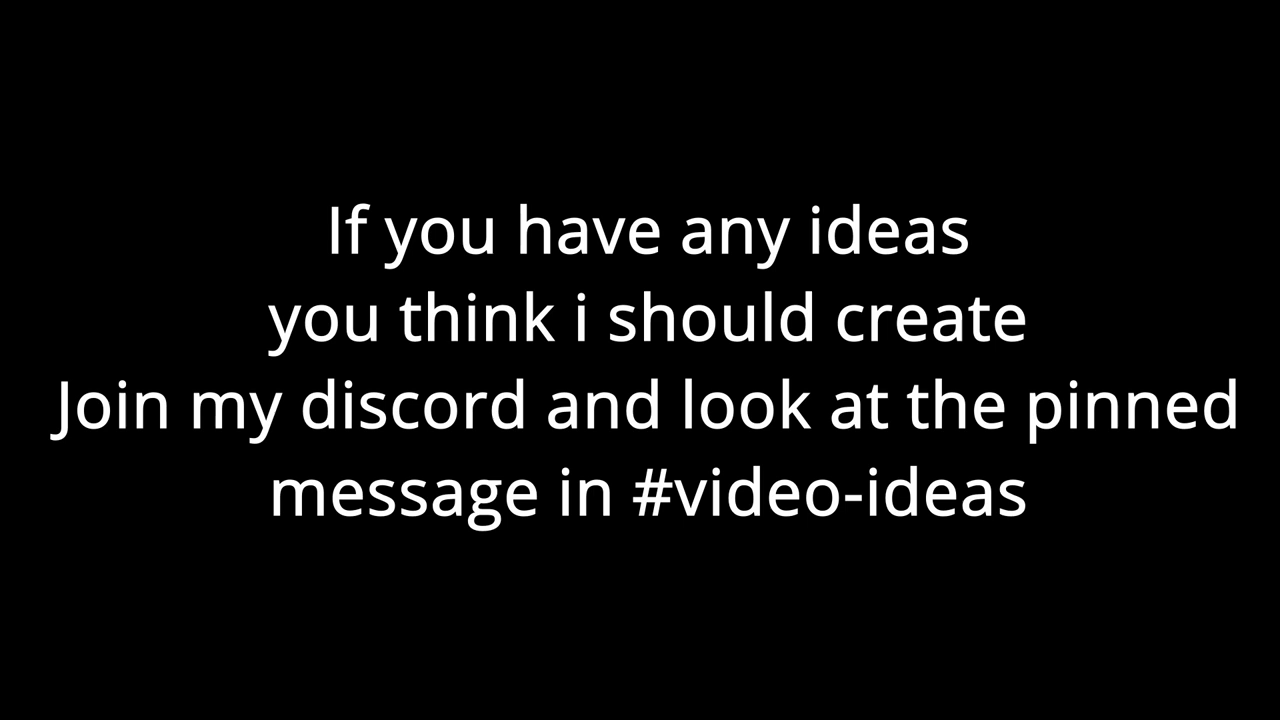 If you have any ideas
you think i should create
Join my discord and look at the pinned
message in #video-ideas